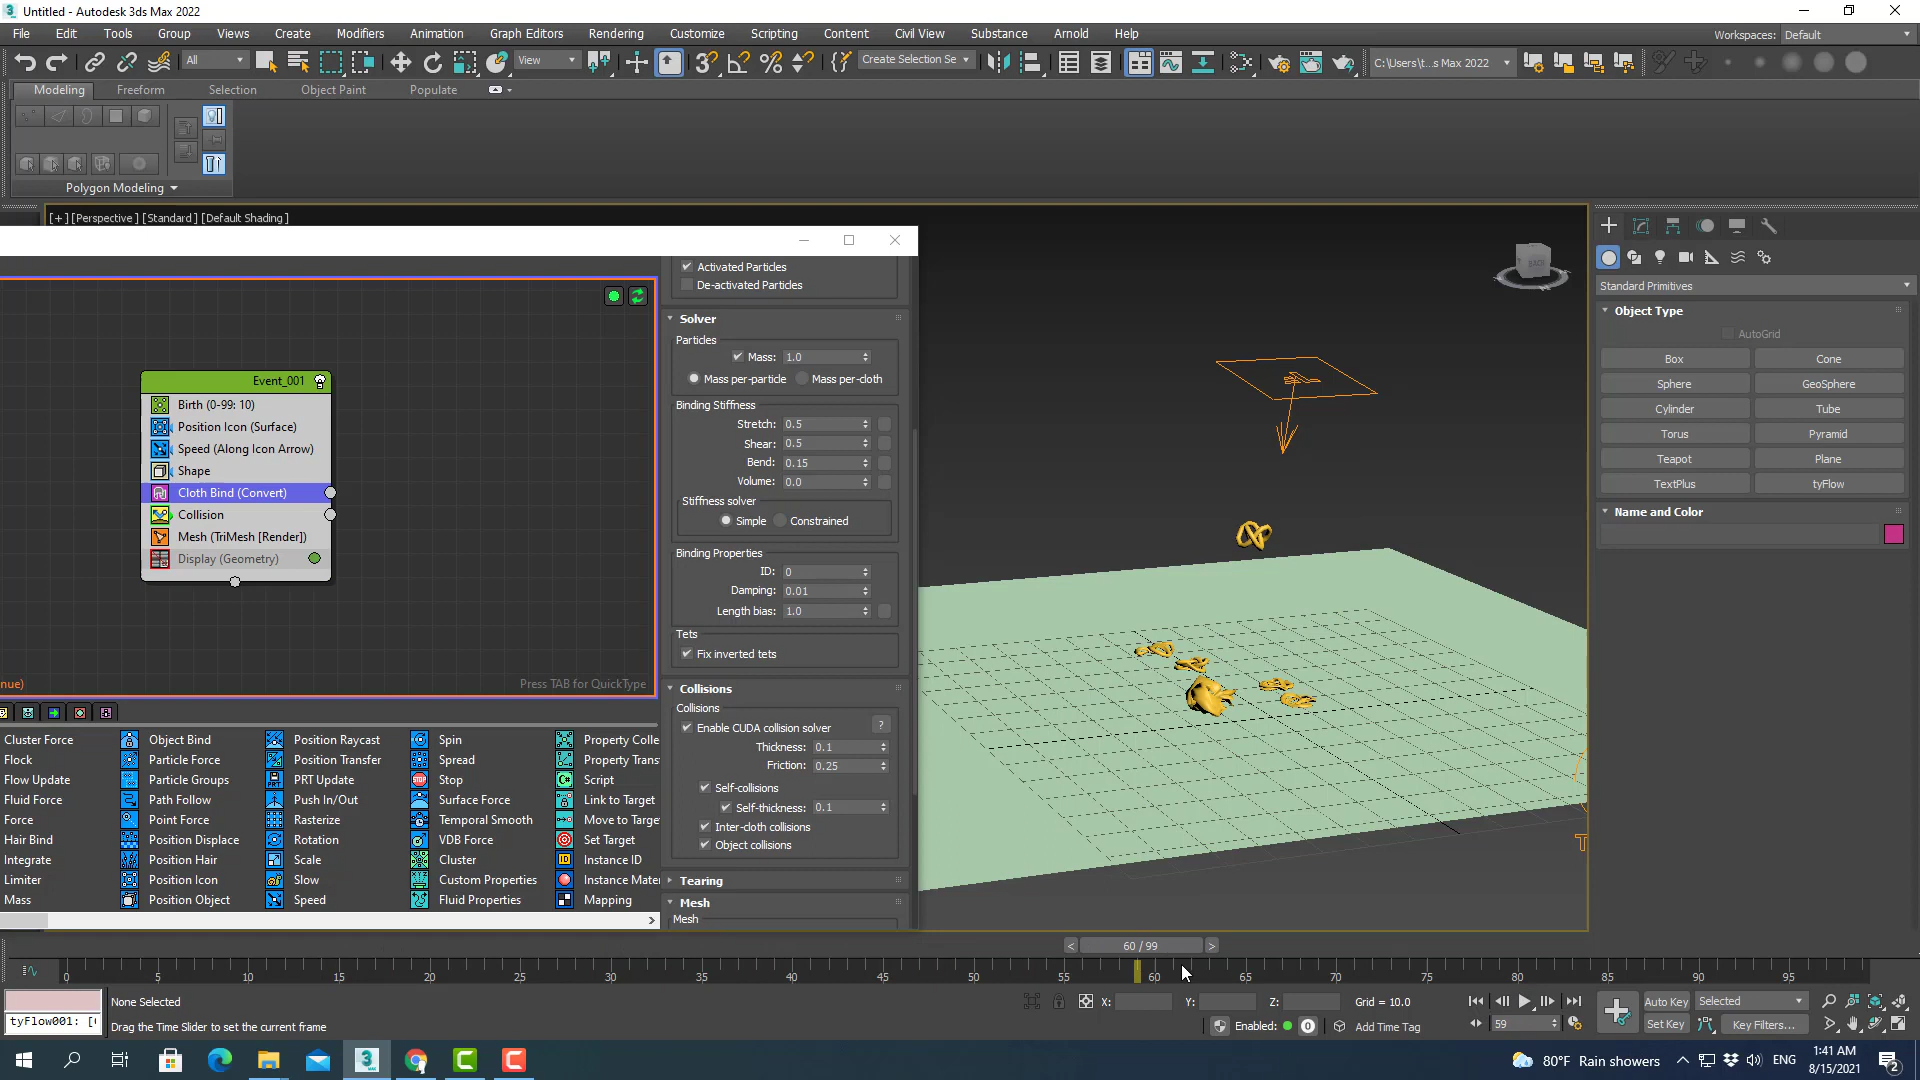 Untitled - Autodesk 3ds Max 2022
File Edit Tools Group Views Create Modifiers Animation Graph Editors Rendering Customize Scripting Content Civil View Substance Arnold Help
Workspaces: Default
All View Create Selection Se C:\Users\t...s Max 2022
Modeling Freeform Selection Object Paint Populate
Polygon Modeling
[+] [Perspective] [Standard] [Default Shading]
Activated Particles
De-activated Particles
Solver
Particles
Mass: 1.0
Mass per-particle Mass per-cloth
Binding Stiffness
Stretch: 0.5
Shear: 0.5
Bend: 0.15
Volume: 0.0
Stiffness solver
Simple Constrained
Binding Properties
ID: 0
Damping: 0.01
Length bias: 1.0
Tets
Fix inverted tets
Collisions
Collisions
Enable CUDA collision solver ?
Thickness: 0.1
Friction: 0.25
Self-collisions
Self-thickness: 0.1
Inter-cloth collisions
Object collisions
Tearing
Mesh
Mesh
Event_001
Birth (0-99: 10)
Position Icon (Surface)
Speed (Along Icon Arrow)
Shape
Cloth Bind (Convert)
Collision
Mesh (TriMesh [Render])
Display (Geometry)
nue)
Press TAB for QuickType
Cluster Force Object Bind Position Raycast Spin Property Colle
Flock Particle Force Position Transfer Spread Property Trans
Flow Update Particle Groups PRT Update Stop Script
Fluid Force Path Follow Push In/Out Surface Force Link to Target
Force Point Force Rasterize Temporal Smooth Move to Targe
Hair Bind Position Displace Rotation VDB Force Set Target
Integrate Position Hair Scale Cluster Instance ID
Limiter Position Icon Slow Custom Properties Instance Mater
Mass Position Object Speed Fluid Properties Mapping
Standard Primitives
Object Type
AutoGrid
Box Cone
Sphere GeoSphere
Cylinder Tube
Torus Pyramid
Teapot Plane
TextPlus tyFlow
Name and Color
< 60 / 99 >
0 5 10 15 20 25 30 35 40 45 50 55 60 65 70 75 80 85 90 95
None Selected
X: Y: Z: Grid = 10.0
Auto Key Selected
tyFlow001: [
Drag the Time Slider to set the current frame
Enabled: 0 Add Time Tag
59
Set Key Key Filters...
80°F Rain showers
ENG
1:41 AM
8/15/2021
2